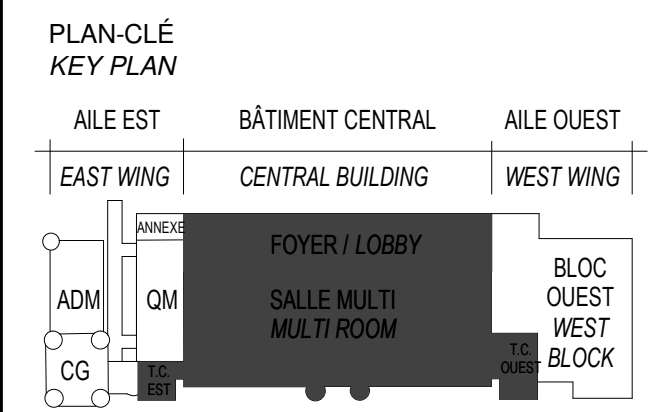 PLAN-CLÉ
KEY PLAN
AILE EST
BÂTIMENT CENTRAL
AILE OUEST
EAST WING
CENTRAL BUILDING
WEST WING
ANNEXE
FOYER / LOBBY
ADM
QM
SALLE MULTI
MULTI ROOM
BLOC
OUEST
WEST
BLOCK
CG
T.C.
EST
T.C.
OUEST